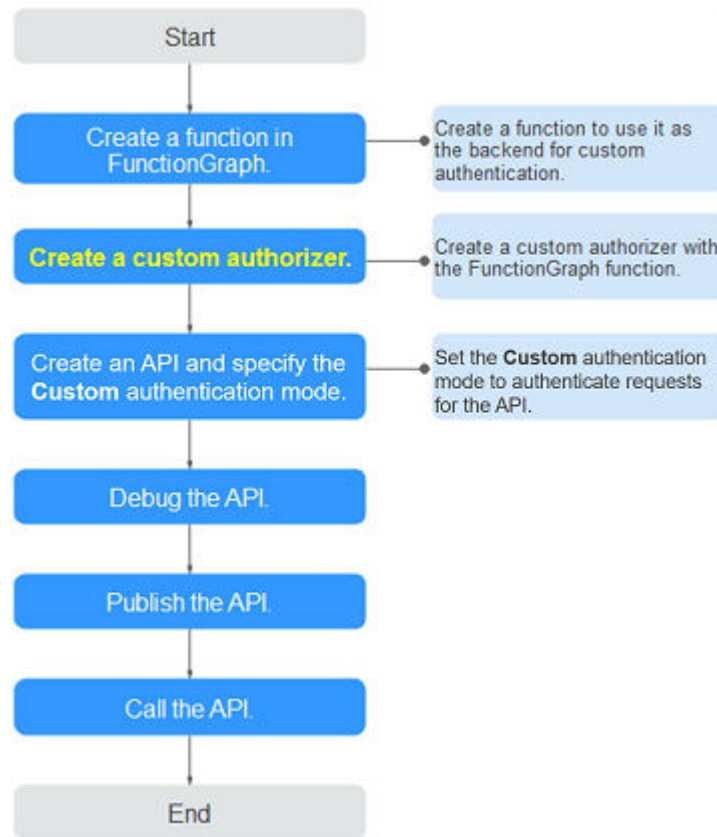 Start
Create a function in
FunctionGraph.
Create a function to use it as
the backend for custom
authentication.
Create a custom authorizer.
Create a custom authorizer with
the FunctionGraph function.
Create an API and specify the
Custom authentication mode.
Set the Custom authentication
mode to authenticate requests
for the API.
Debug the API.
Publish the API.
Call the API.
End